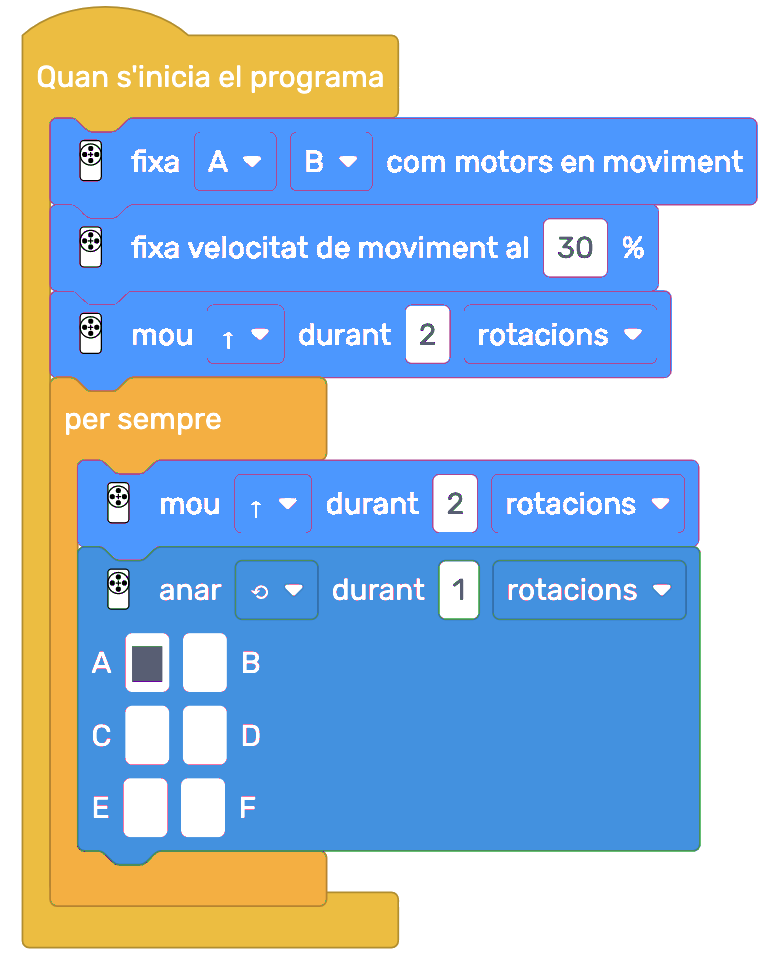 Quan s'inicia el programa
fixa A B com motors en moviment
fixa velocitat de moviment al 30 %
mou ↑ durant 2 rotacions
per sempre
mou ↑ durant 2 rotacions
anar ⟲ durant 1 rotacions
A B
C D
E F